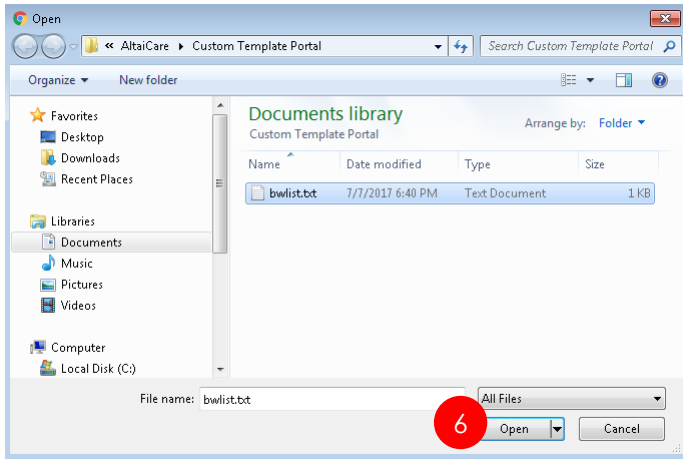 Open
« AltaiCare ▸ Custom Template Portal
Search Custom Template Portal
Organize ▾ New folder
Favorites
Desktop
Downloads
Recent Places
Libraries
Documents
Music
Pictures
Videos
Computer
Local Disk (C:)
Documents library
Custom Template Portal
Arrange by: Folder ▾
Name Date modified Type Size
bwlist.txt 7/7/2017 6:40 PM Text Document 1 KB
File name: bwlist.txt
All Files
6
Open
Cancel